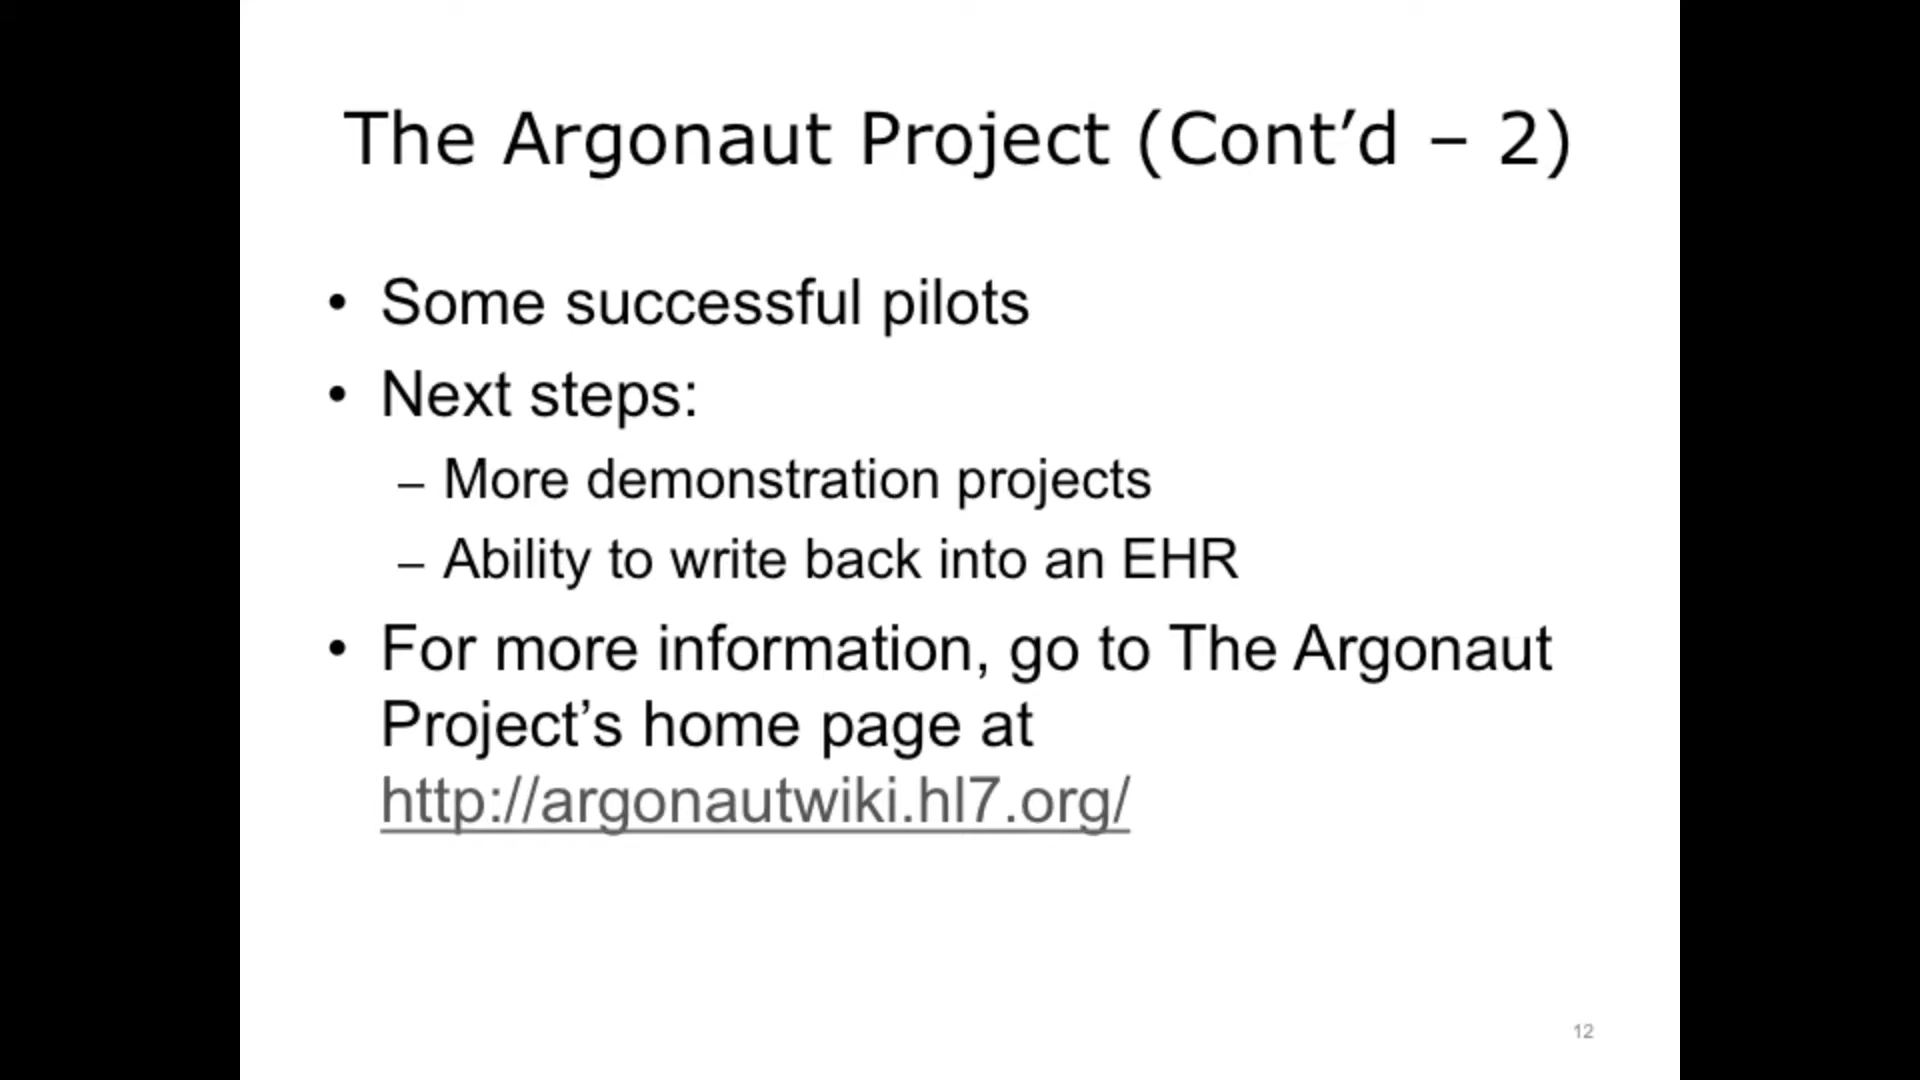 The Argonaut Project (Cont’d – 2)
• Some successful pilots
• Next steps:
– More demonstration projects
– Ability to write back into an EHR
• For more information, go to The Argonaut
Project’s home page at
http://argonautwiki.hl7.org/
12